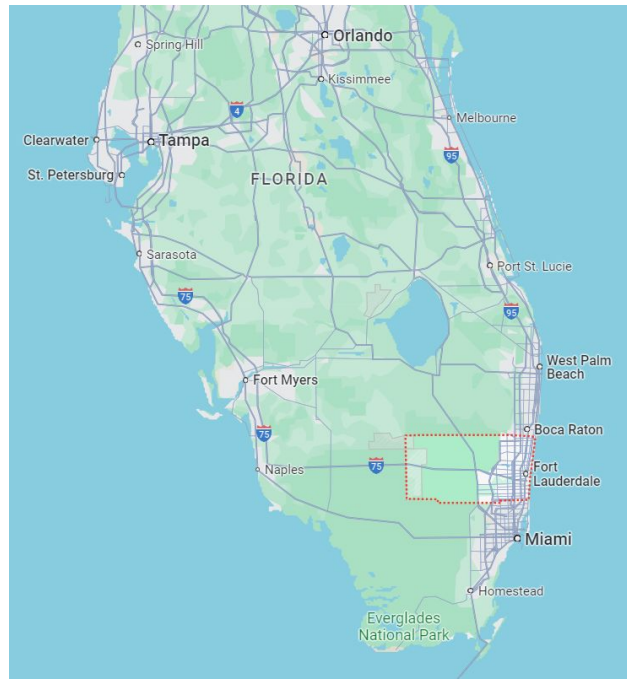 Orlando
Spring Hill
Kissimmee
4
Melbourne
Clearwater
Tampa
95
St. Petersburg
FLORIDA
Sarasota
Port St. Lucie
75
95
West Palm
Beach
Fort Myers
Boca Raton
75
Naples
75
Fort
Lauderdale
Miami
Homestead
Everglades
National Park